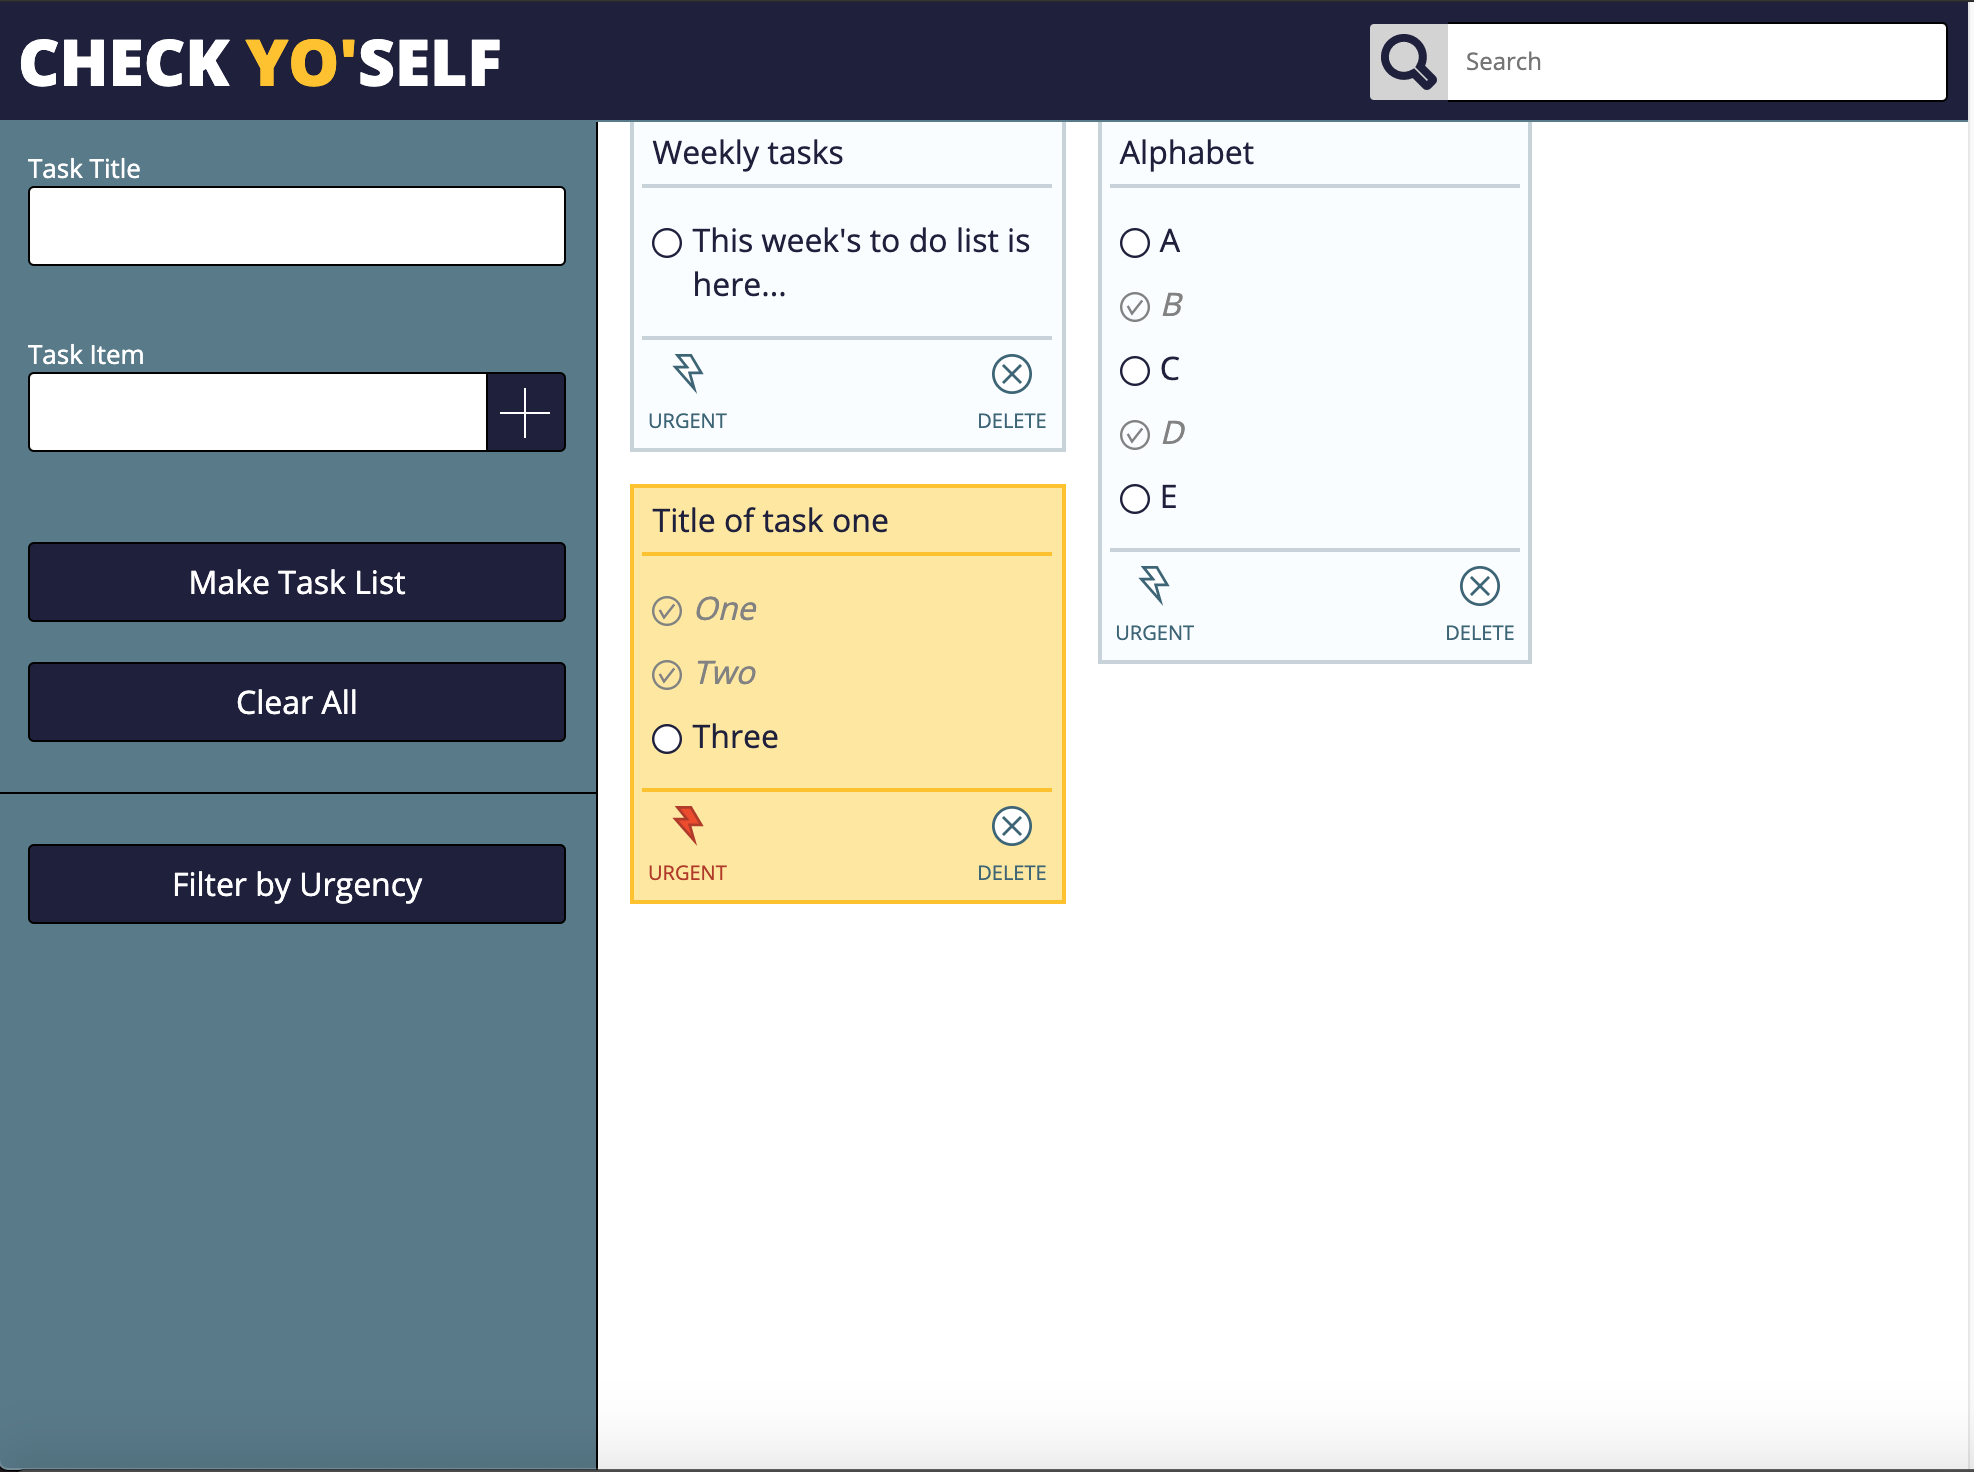 CHECK YO'SELF
Search
Task Title
Task Item
Make Task List
Clear All
Filter by Urgency
Weekly tasks
This week's to do list is
here...
URGENT
DELETE
Title of task one
One
Two
Three
URGENT
DELETE
Alphabet
A
B
C
D
E
URGENT
DELETE